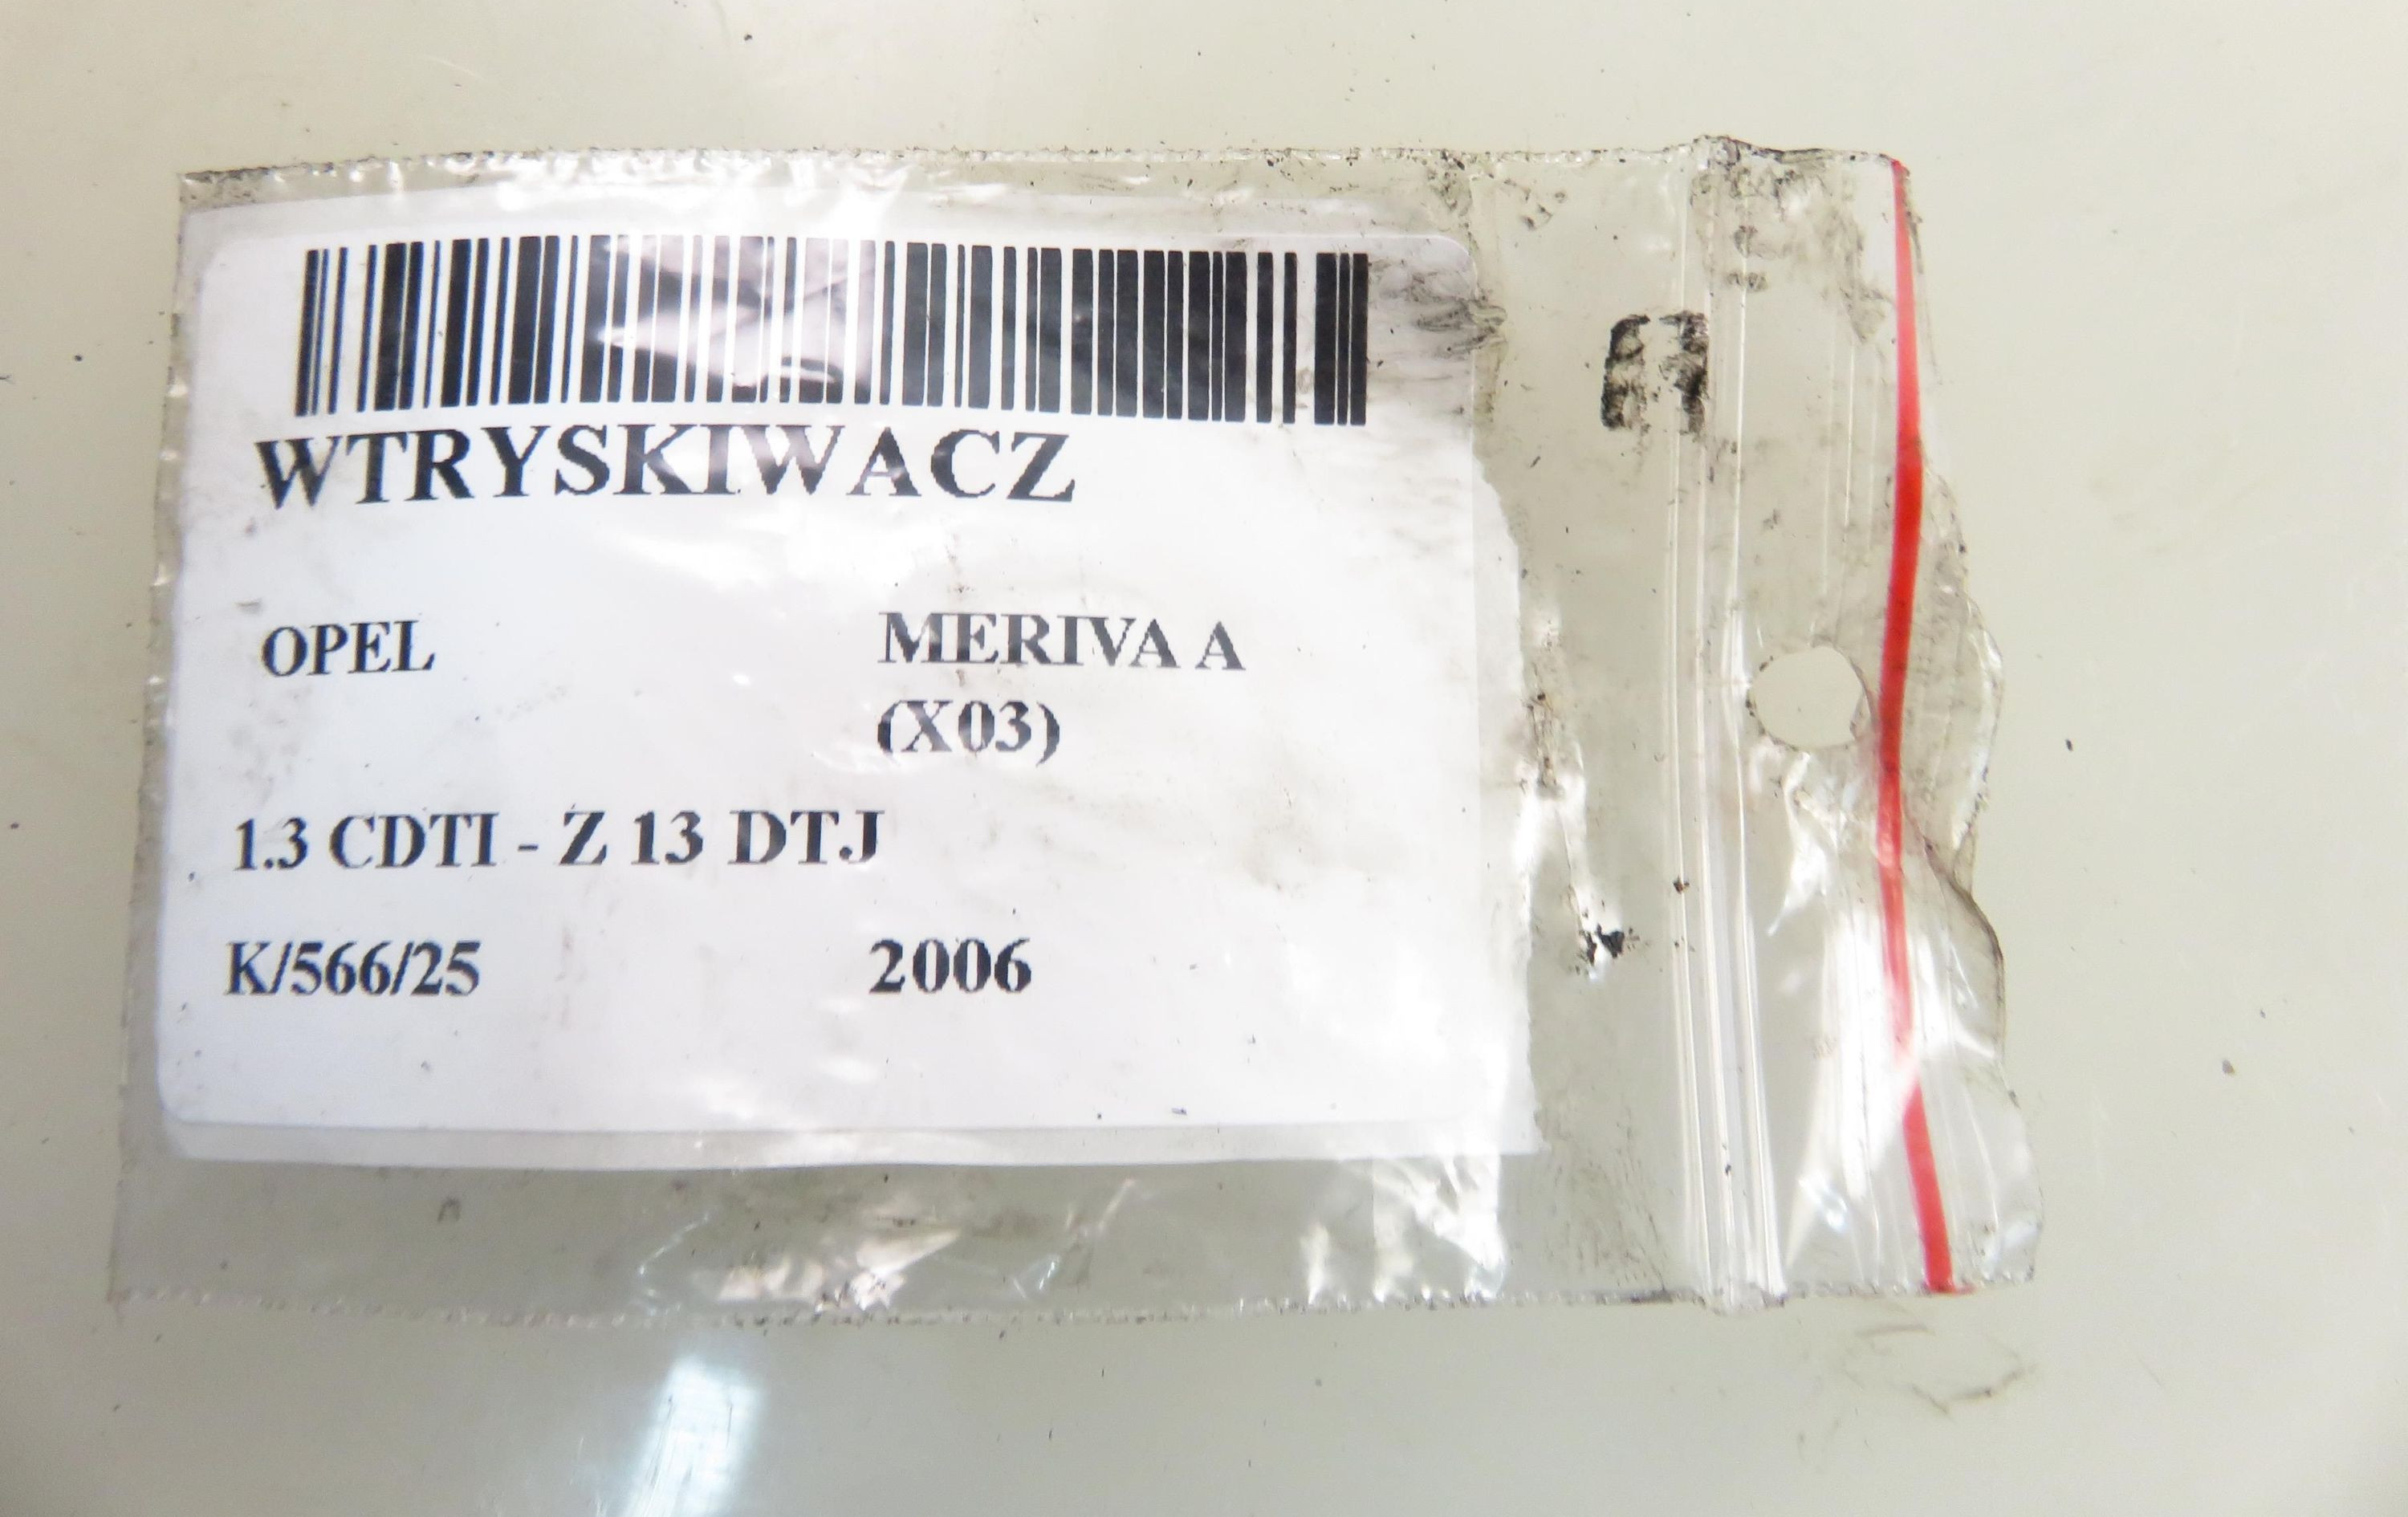 WTRYSKIWACZ
OPEL MERIVA A
(X03)
1.3 CDTI - Z 13 DTJ
K/566/25 2006